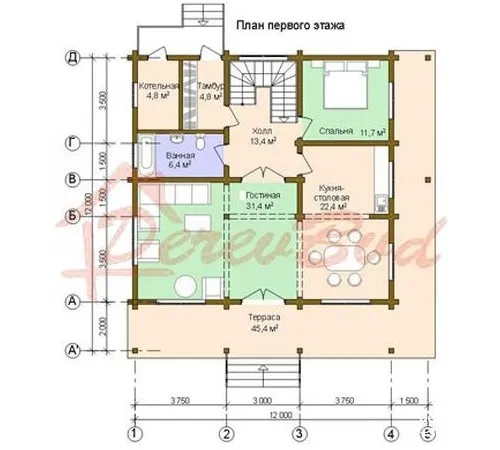 План первого этажа
Д
Котельная
4,8 м²
Тамбур
4,8 м²
3.500
Холл
13,4 м²
Спальня
11,7 м²
Г
1.500
Ванная
6,4 м²
В
Гостиная
31,4 м²
Кухня-
столовая
22,4 м²
12.000
1.500
Б
DerevBud
3.500
А
Терраса
45,4 м²
2.000
А'
3.750 3.000 3.750 1.500
12.000
1 2 3 4 5